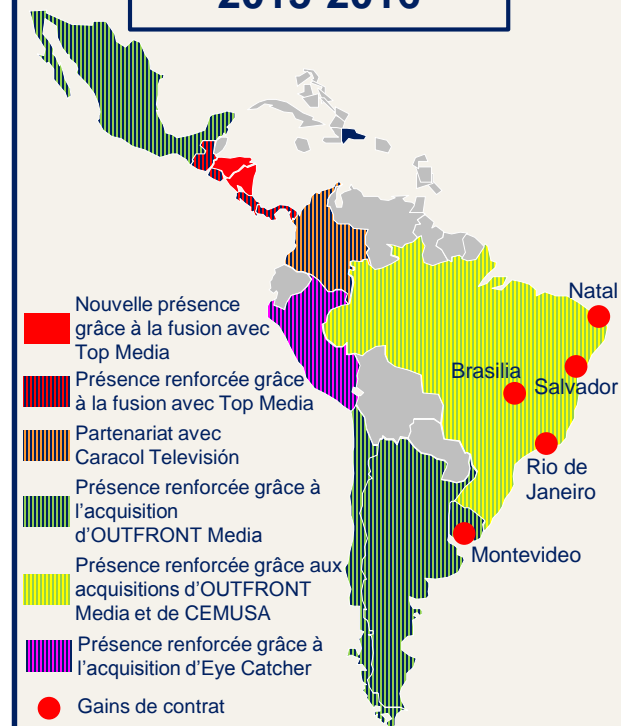 2015-2016
Natal
Brasilia
Salvador
Rio de
Janeiro
Montevideo
Nouvelle présence
grâce à la fusion avec
Top Media
Présence renforcée grâce
à la fusion avec Top Media
Partenariat avec
Caracol Televisión
Présence renforcée grâce à
l’acquisition
d’OUTFRONT Media
Présence renforcée grâce aux
acquisitions d’OUTFRONT
Media et de CEMUSA
Présence renforcée grâce à
l’acquisition d’Eye Catcher
Gains de contrat